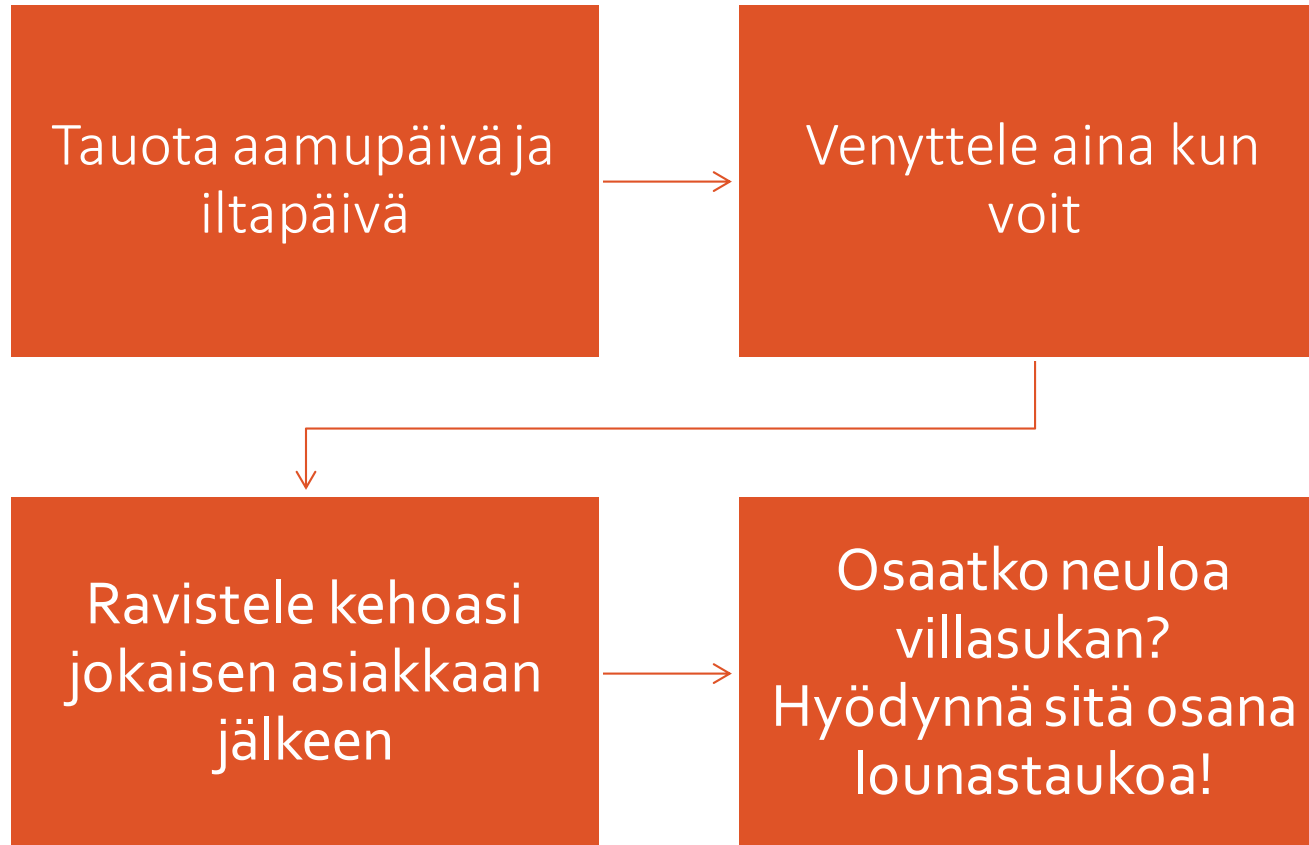 Tauota aamupäivä ja
iltapäivä
Venyttele aina kun
voit
Ravistele kehoasi
jokaisen asiakkaan
jälkeen
Osaatko neuloa
villasukan?
Hyödynnä sitä osana
lounastaukoa!